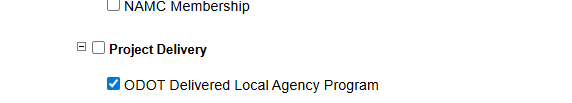 NAMC Membership
Project Delivery
ODOT Delivered Local Agency Program